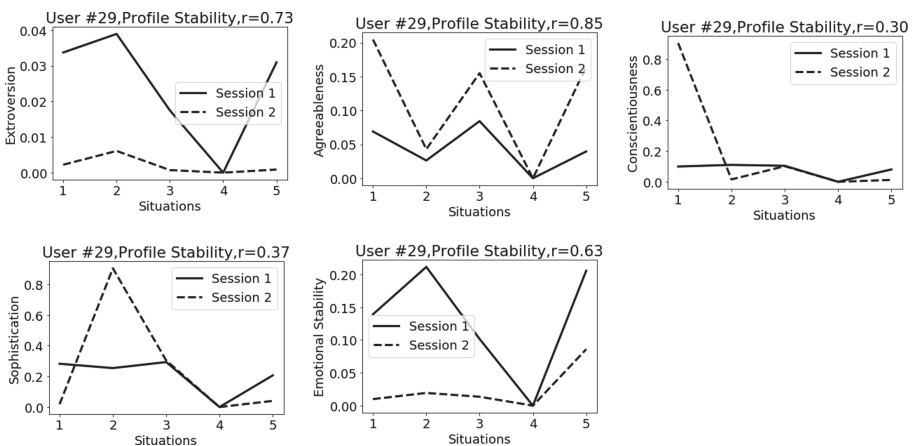 User #29,Profile Stability,r=0.73
Extroversion
0.04
0.03
0.02
0.01
0.00
Session 1
Session 2
1 2 3 4 5
Situations
User #29,Profile Stability,r=0.85
Agreeableness
0.20
0.15
0.10
0.05
0.00
Session 1
Session 2
1 2 3 4 5
Situations
User #29,Profile Stability,r=0.30
Conscientiousness
0.8
0.6
0.4
0.2
0.0
Session 1
Session 2
1 2 3 4 5
Situations
User #29,Profile Stability,r=0.37
Sophistication
0.8
0.6
0.4
0.2
0.0
Session 1
Session 2
1 2 3 4 5
Situations
User #29,Profile Stability,r=0.63
Emotional Stability
0.20
0.15
0.10
0.05
0.00
Session 1
Session 2
1 2 3 4 5
Situations